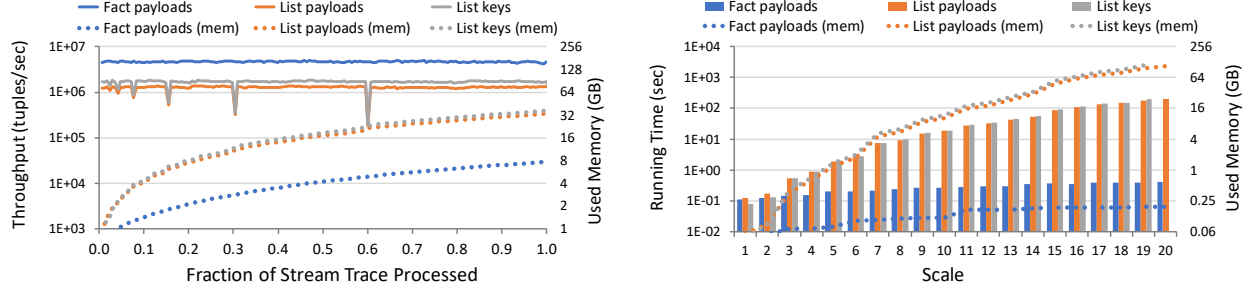 Fact payloads List payloads List keys
Fact payloads (mem) List payloads (mem) List keys (mem)
Throughput (tuples/sec)
1E+07
1E+06
1E+05
1E+04
1E+03
256
128
64
32
16
8
4
2
1
Used Memory (GB)
0.0 0.1 0.2 0.3 0.4 0.5 0.6 0.7 0.8 0.9 1.0
Fraction of Stream Trace Processed
Fact payloads List payloads List keys
Fact payloads (mem) List payloads (mem) List keys (mem)
Running Time (sec)
1E+04
1E+03
1E+02
1E+01
1E+00
1E-01
1E-02
256
64
16
4
1
0.25
0.06
Used Memory (GB)
1 2 3 4 5 6 7 8 9 10 11 12 13 14 15 16 17 18 19 20
Scale